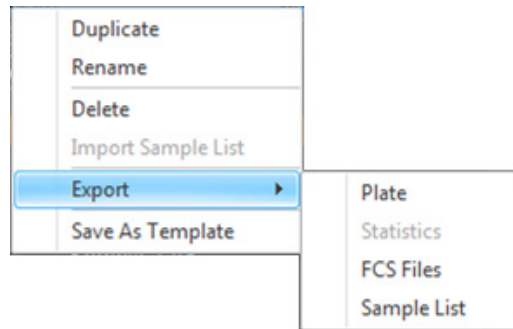 Duplicate
Rename
Delete
Import Sample List
Export
Save As Template
Plate
Statistics
FCS Files
Sample List